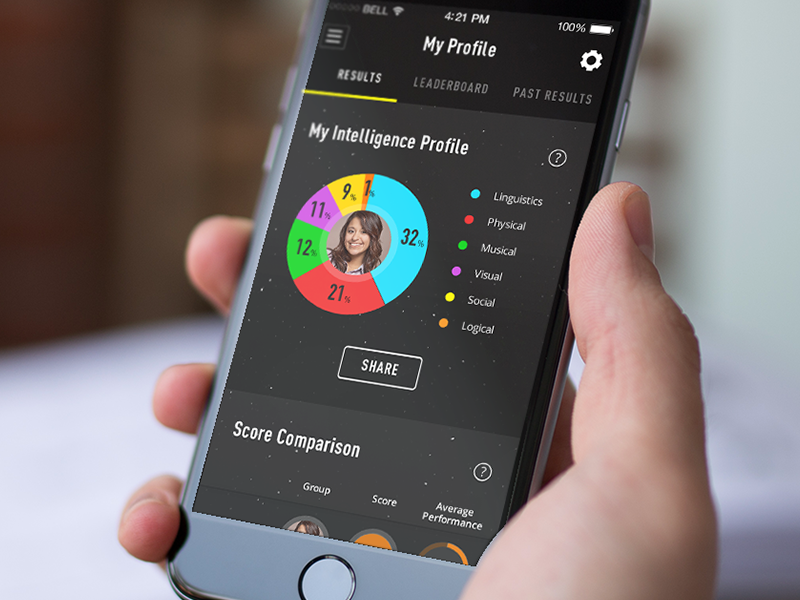 BELL 4:21 PM 100%
My Profile
RESULTS LEADERBOARD PAST RESULTS
My Intelligence Profile ?
9% 1%
11% 32%
12%
21%
Linguistics
Physical
Musical
Visual
Social
Logical
SHARE
Score Comparison ?
Group Score Average
Performance